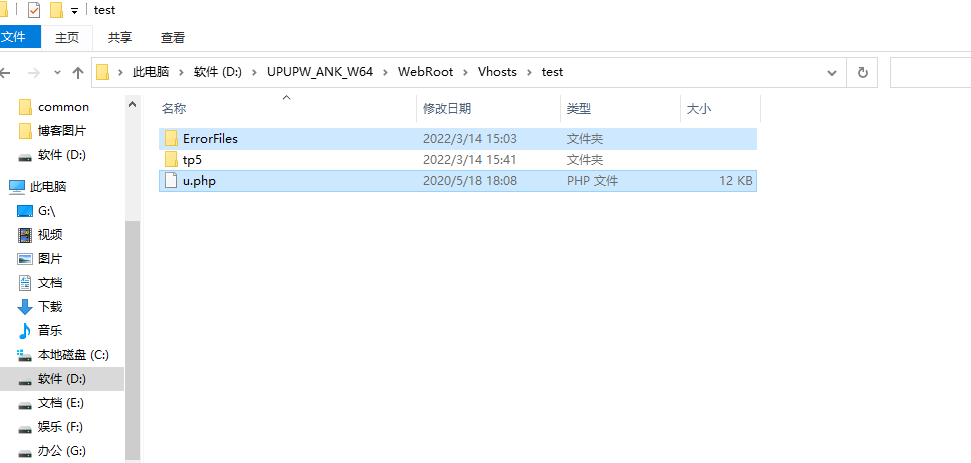 test
文件 主页 共享 查看
此电脑 软件 (D:) UPUPW_ANK_W64 WebRoot Vhosts test
名称 修改日期 类型 大小
ErrorFiles 2022/3/14 15:03 文件夹
tp5 2022/3/14 15:41 文件夹
u.php 2020/5/18 18:08 PHP 文件 12 KB
common
博客图片
软件 (D:)
此电脑
G:\
视频
图片
文档
下载
音乐
本地磁盘 (C:)
软件 (D:)
文档 (E:)
娱乐 (F:)
办公 (G:)